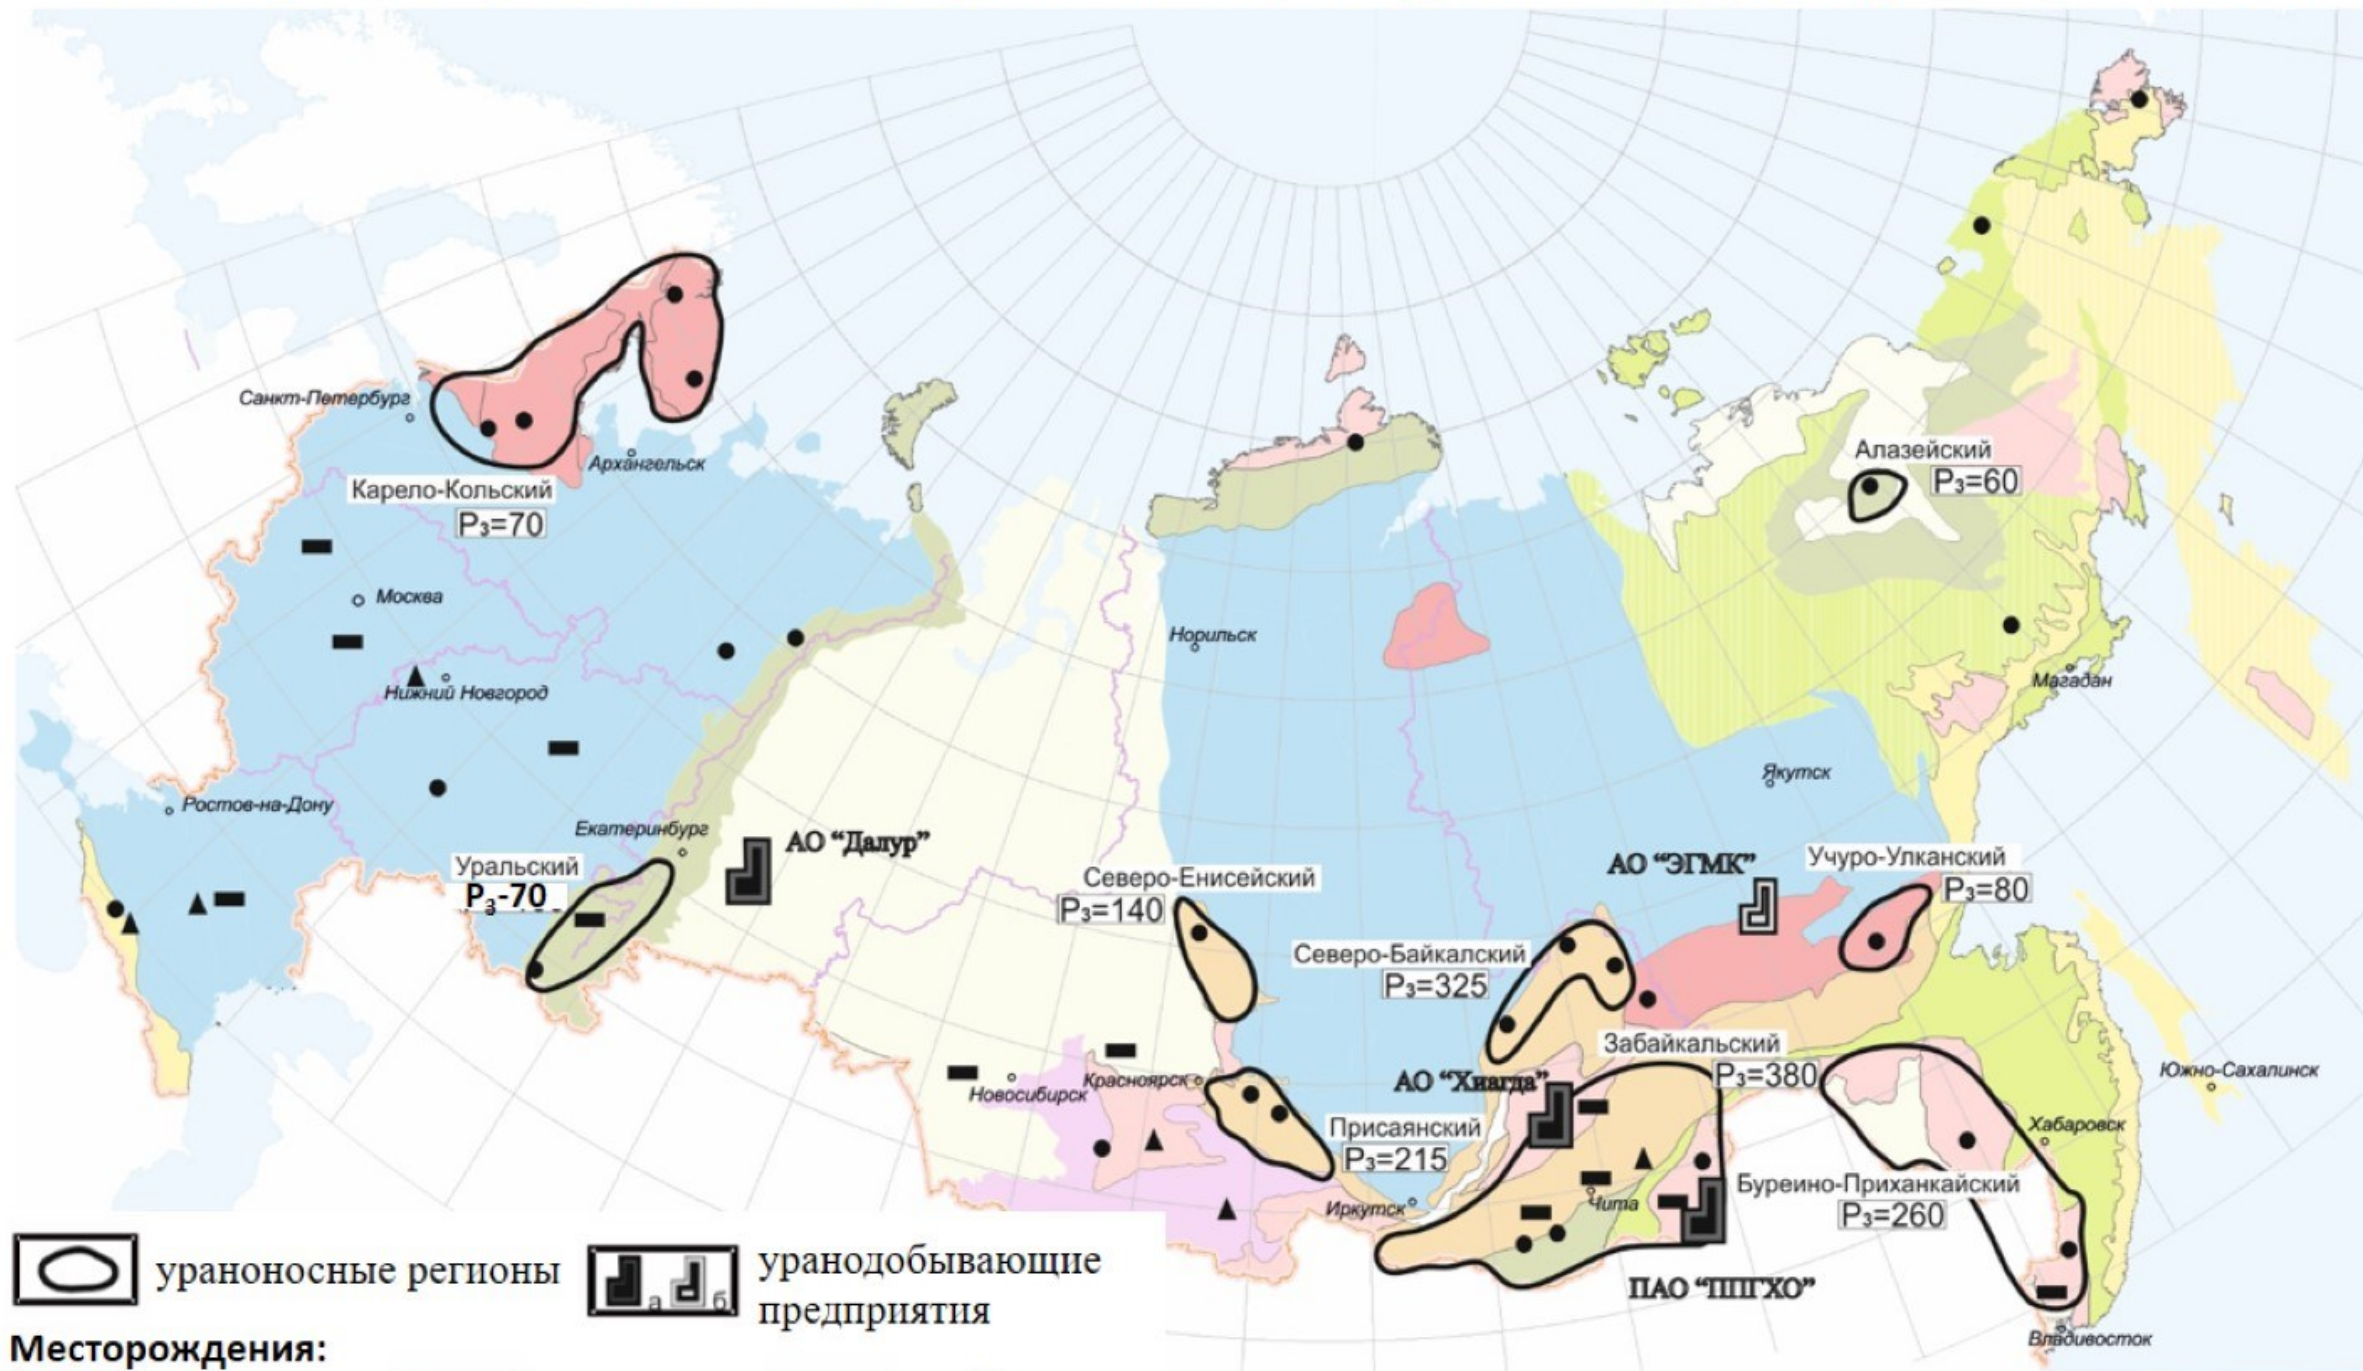 Санкт-Петербург
Архангельск
Карело-Кольский
P₃=70
Москва
Нижний Новгород
Ростов-на-Дону
Екатеринбург
Уральский
P₃-70
АО “Далур”
Норильск
Алазейский
P₃=60
Магадан
Якутск
АО “ЭГМК”
Учуро-Улканский
P₃=80
Северо-Енисейский
P₃=140
Северо-Байкальский
P₃=325
Забайкальский
P₃=380
АО “Хиагда”
Новосибирск
Красноярск
Присаянский
P₃=215
Иркутск
Чита
Южно-Сахалинск
Хабаровск
Буреино-Приханкайский
P₃=260
ПАО “ППГХО”
Владивосток
ураноносные регионы
а б
уранодобывающие
предприятия
Месторождения: